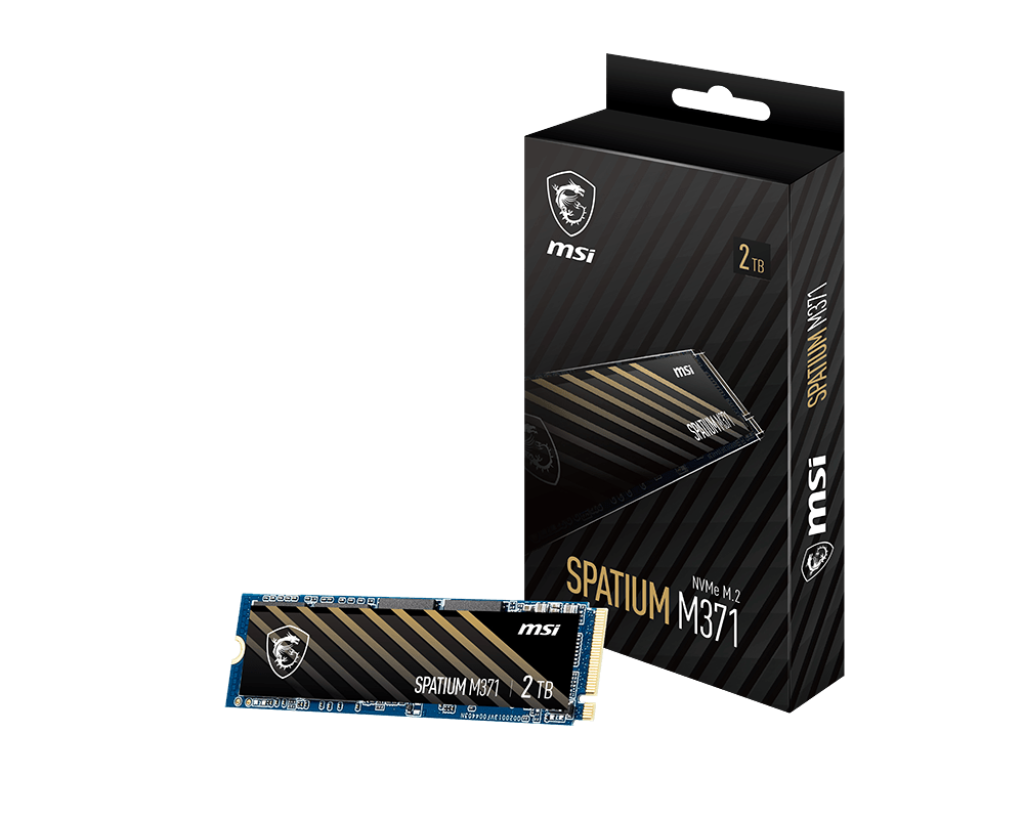 msi
2 TB
msi
SPATIUM M371
SPATIUM
NVMe M.2
M371
SPATIUM M371
msi
msi
SPATIUM M371 | 2 TB